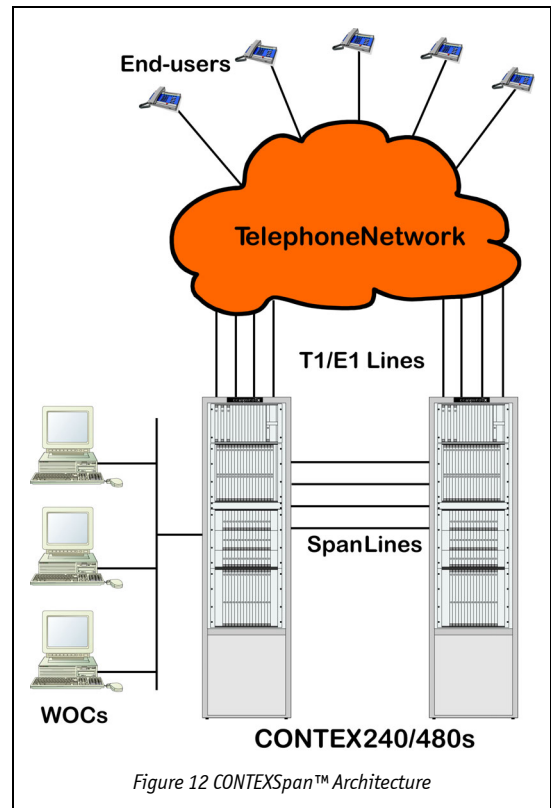 End-users
TelephoneNetwork
T1/E1 Lines
SpanLines
WOCs
CONTEX240/480s
Figure 12 CONTEXSpan™ Architecture